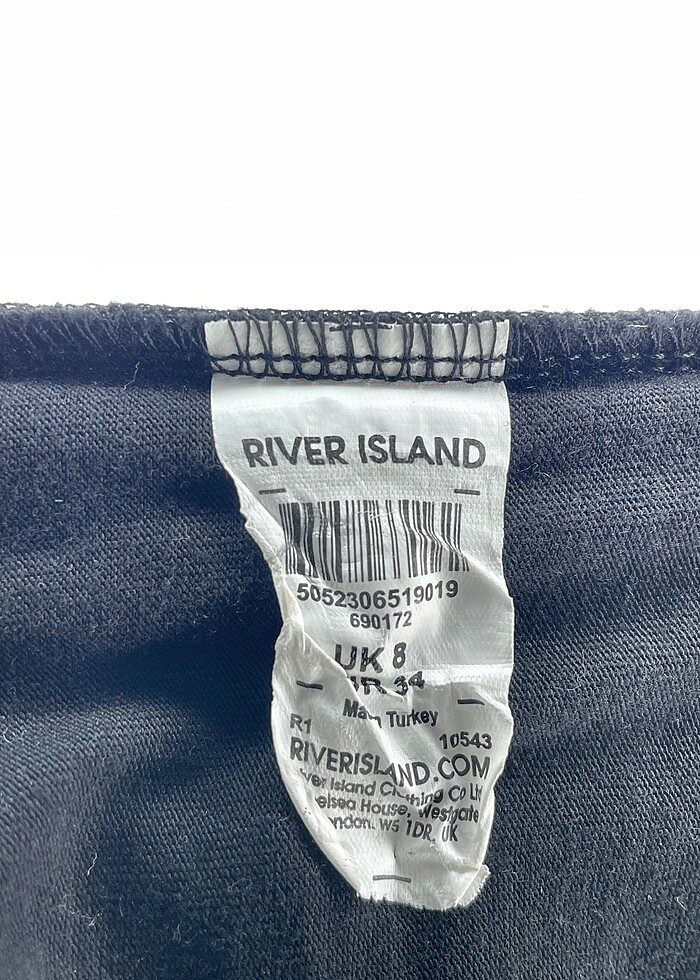 RIVER ISLAND
5052306519019
690172
UK 8
34
Turkey
R1
10543
RIVERISLAND.COM
Island Clothing Co
House, Westgate
W5 1DR, UK